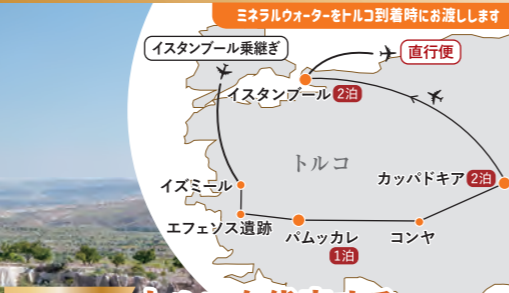 ミネラルウォーターをトルコ到着時にお渡しします
イスタンブール乗継ぎ
直行便
イスタンブール 2泊
トルコ
カッパドキア 2泊
イズミール
エフェソス遺跡
パムッカレ
1泊
コンヤ